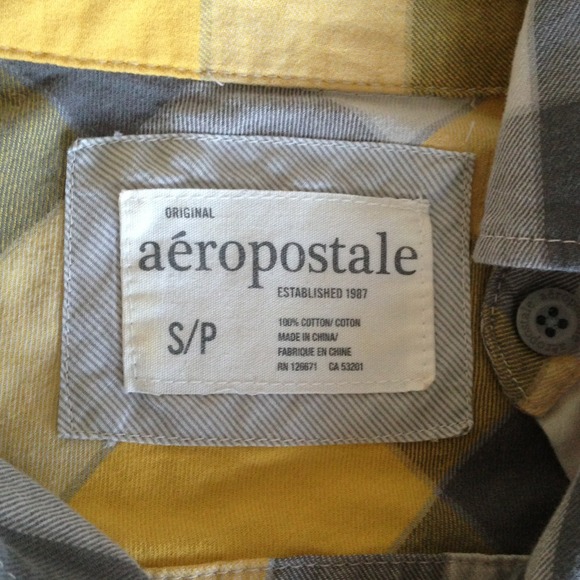 ORIGINAL
aéropostale
ESTABLISHED 1987
S/P
100% COTTON/ COTON
MADE IN CHINA/
FABRIQUE EN CHINE
RN 126671 CA 53201